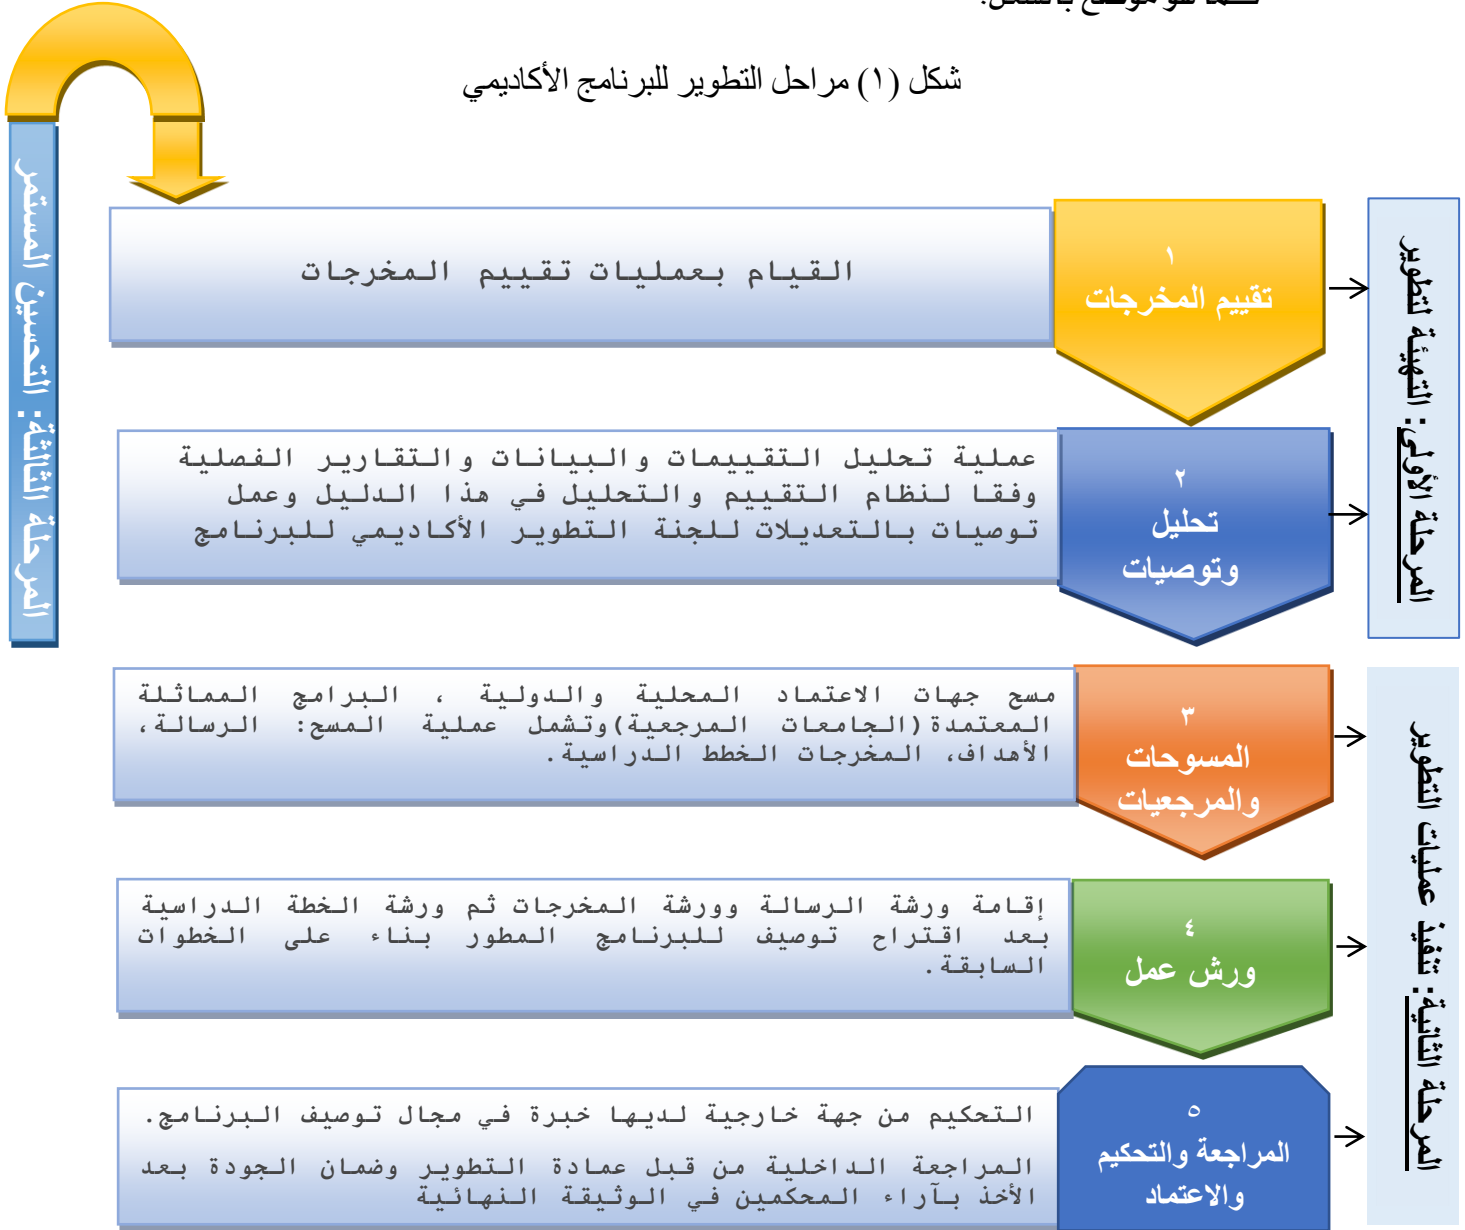 كما هو موضح بالشكل:
شكل (١) مراحل التطوير للبرنامج الأكاديمي
المرحلة الأولى: التهيئة لتطوير
١
تقييم المخرجات
القيام بعمليات تقييم المخرجات
٢
تحليل
وتوصيات
عملية تحليل التقييمات والبيانات والتقارير الفصلية
وفقا لنظام التقييم والتحليل في هذا الدليل وعمل
توصيات بالتعديلات للجنة التطوير الأكاديمي للبرنامج
المرحلة الثانية: تنفيذ عمليات التطوير
٣
المسوحات
والمرجعيات
مسح جهات الاعتماد المحلية والدولية ، البرامج المماثلة
المعتمدة(الجامعات المرجعية)وتشمل عملية المسح: الرسالة،
الأهداف، المخرجات الخطط الدراسية.
٤
ورش عمل
إقامة ورشة الرسالة وورشة المخرجات ثم ورشة الخطة الدراسية
بعد اقتراح توصيف للبرنامج المطور بناء على الخطوات
السابقة.
٥
المراجعة والتحكيم
والاعتماد
التحكيم من جهة خارجية لديها خبرة في مجال توصيف البرنامج.
المراجعة الداخلية من قبل عمادة التطوير وضمان الجودة بعد
الأخذ بآراء المحكمين في الوثيقة النهائية
المرحلة الثالثة: التحسين المستمر